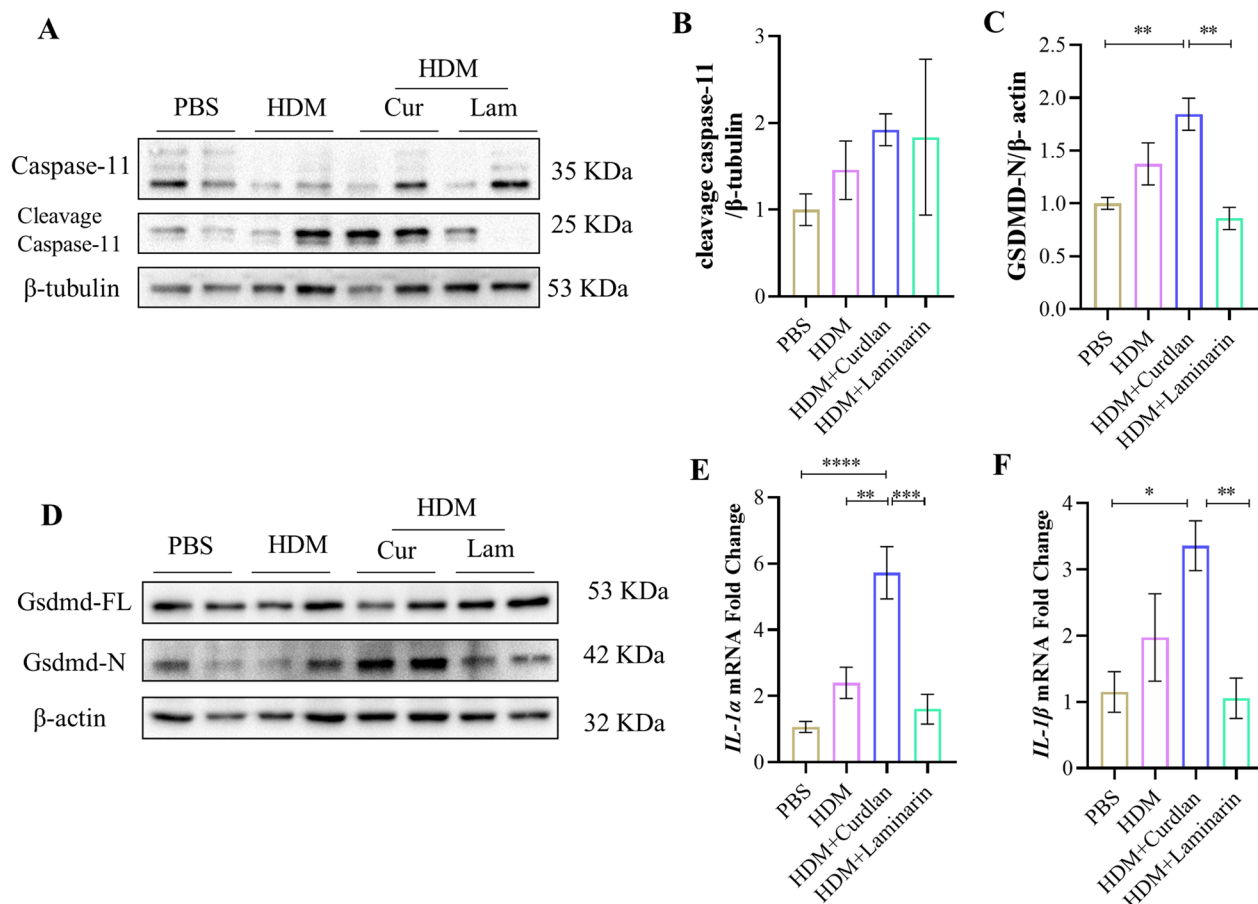 A
HDM
PBS HDM Cur Lam
Caspase-11 35 KDa
Cleavage
Caspase-11 25 KDa
β-tubulin 53 KDa
B
cleavage caspase-11
/β-tubulin
3
2
1
0
PBS
HDM
HDM+Curdlan
HDM+Laminarin
C
** **
GSDMD-N/β- actin
2.5
2.0
1.5
1.0
0.5
0.0
PBS
HDM
HDM+Curdlan
HDM+Laminarin
D
HDM
PBS HDM Cur Lam
Gsdmd-FL 53 KDa
Gsdmd-N 42 KDa
β-actin 32 KDa
E
****
** ***
IL-1α mRNA Fold Change
8
6
4
2
0
PBS
HDM
HDM+Curdlan
HDM+Laminarin
F
* **
IL-1β mRNA Fold Change
4
3
2
1
0
PBS
HDM
HDM+Curdlan
HDM+Laminarin